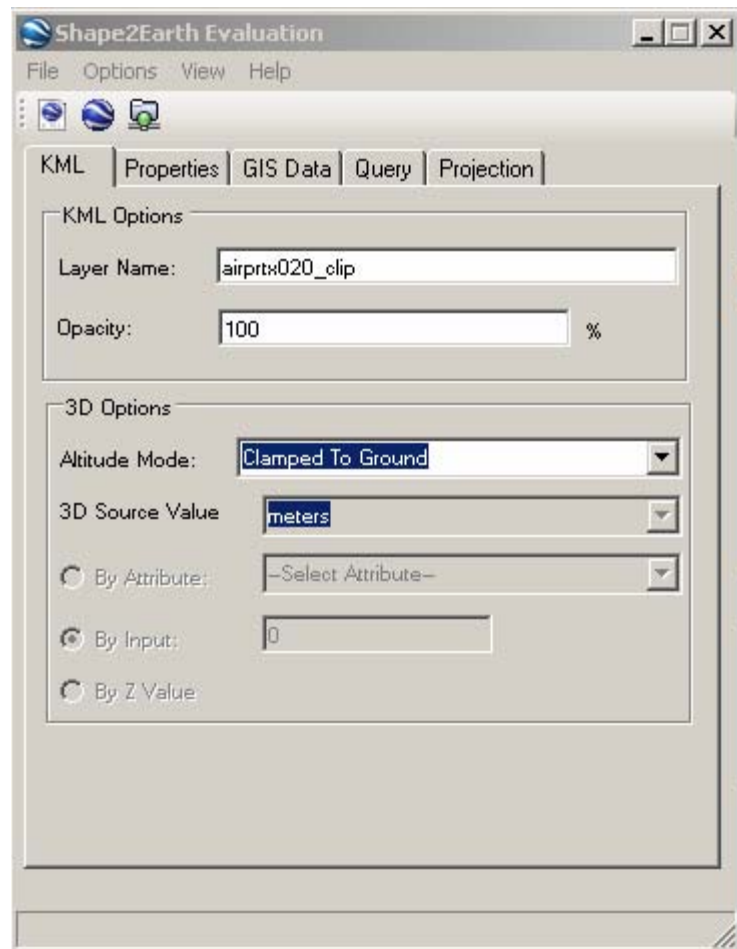 Shape2Earth Evaluation
File Options View Help
KML Properties GIS Data Query Projection
KML Options
Layer Name: airprtx020_clip
Opacity: 100 %
3D Options
Altitude Mode: Clamped To Ground
3D Source Value meters
By Attribute: --Select Attribute--
By Input: 0
By Z Value